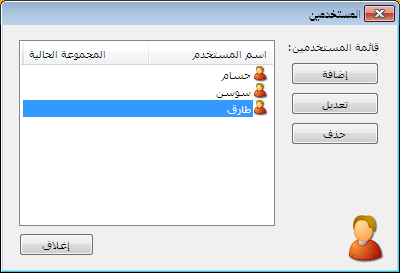 المستخدمين
قائمة المستخدمين:
اسم المستخدم المجموعة الحالية
حسام
سوسن
طارق
إضافة
تعديل
حذف
إغلاق